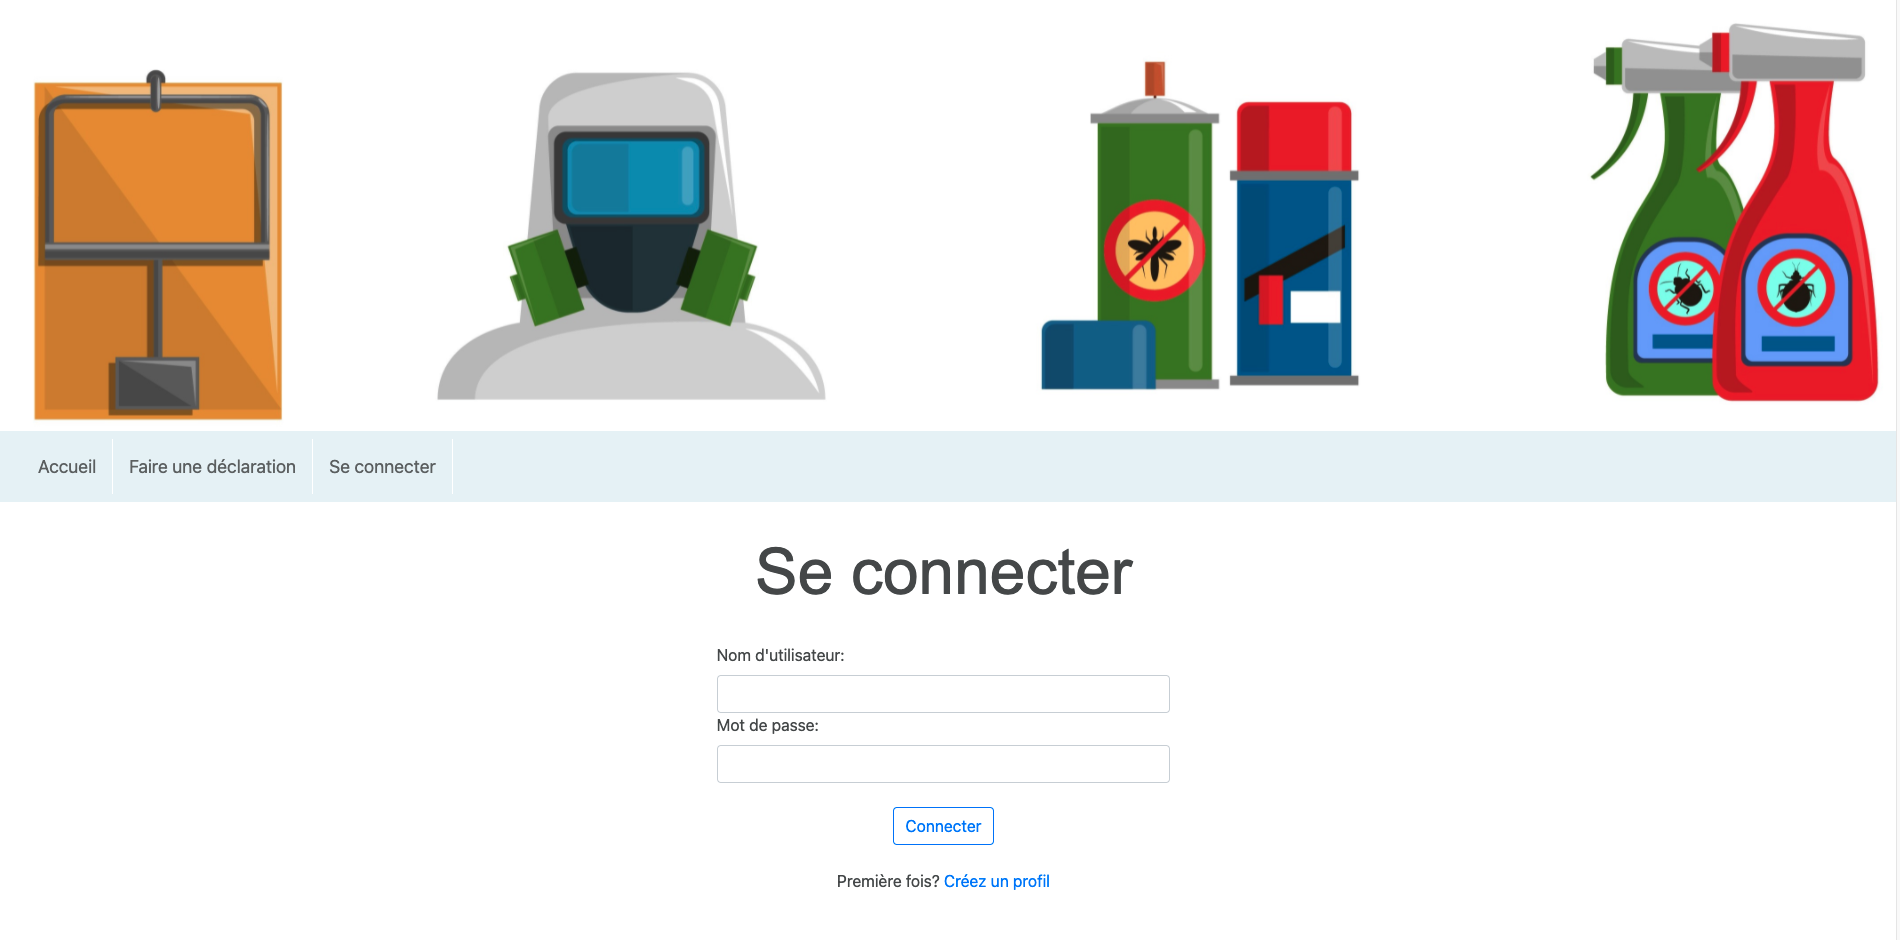 Accueil
Faire une déclaration
Se connecter
Se connecter
Nom d'utilisateur:
Mot de passe:
Connecter
Première fois? Créez un profil